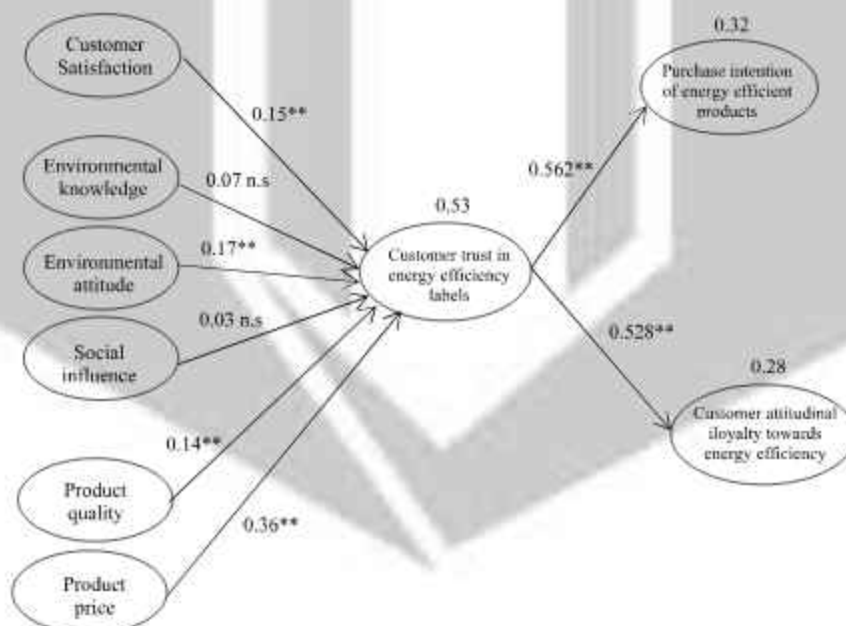 Customer
Satisfaction
0.15**
Environmental
knowledge
0.07 n.s
Environmental
attitude
0.17**
Social
influence
0.03 n.s
Product
quality
0.14**
Product
price
0.36**
0.53
Customer trust in
energy efficiency
labels
0.562**
0.32
Purchase intention
of energy efficient
products
0.528**
0.28
Customer attitudinal
iloyalty towards
energy efficiency